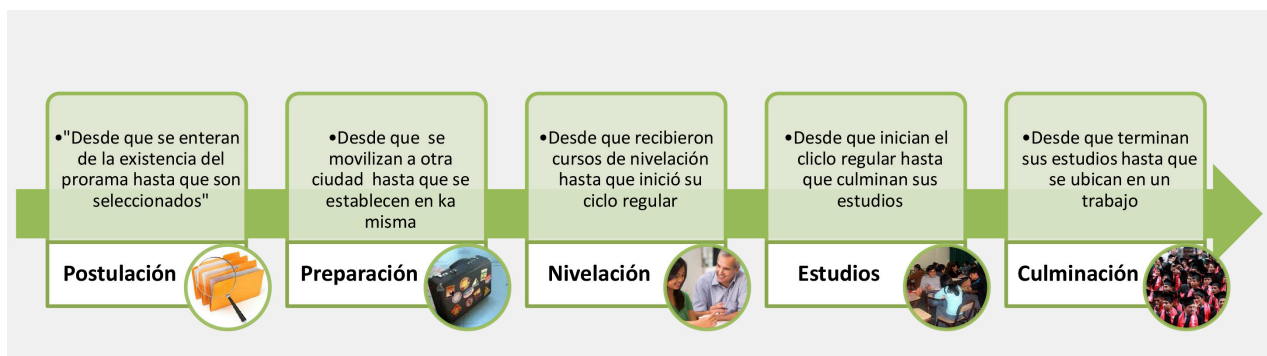 •"Desde que se enteran
de la existencia del
prorama hasta que son
seleccionados"
Postulación
•Desde que se
movilizan a otra
ciudad hasta que se
establecen en ka
misma
Preparación
•Desde que recibieron
cursos de nivelación
hasta que inició su
ciclo regular
Nivelación
•Desde que inician el
cliclo regular hasta
que culminan sus
estudios
Estudios
•Desde que terminan
sus estudios hasta que
se ubican en un
trabajo
Culminación